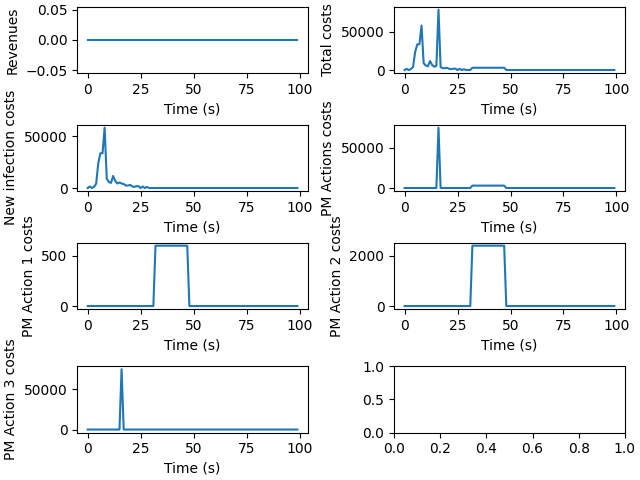 Revenues
0.05
0.00
−0.05
0 25 50 75 100
Time (s)
Total costs
50000
0
0 25 50 75 100
Time (s)
New infection costs
50000
0
0 25 50 75 100
Time (s)
PM Actions costs
50000
0
0 25 50 75 100
Time (s)
PM Action 1 costs
500
0
0 25 50 75 100
Time (s)
PM Action 2 costs
2000
0
0 25 50 75 100
Time (s)
PM Action 3 costs
50000
0
0 25 50 75 100
Time (s)
1.0
0.5
0.0
0.0 0.2 0.4 0.6 0.8 1.0